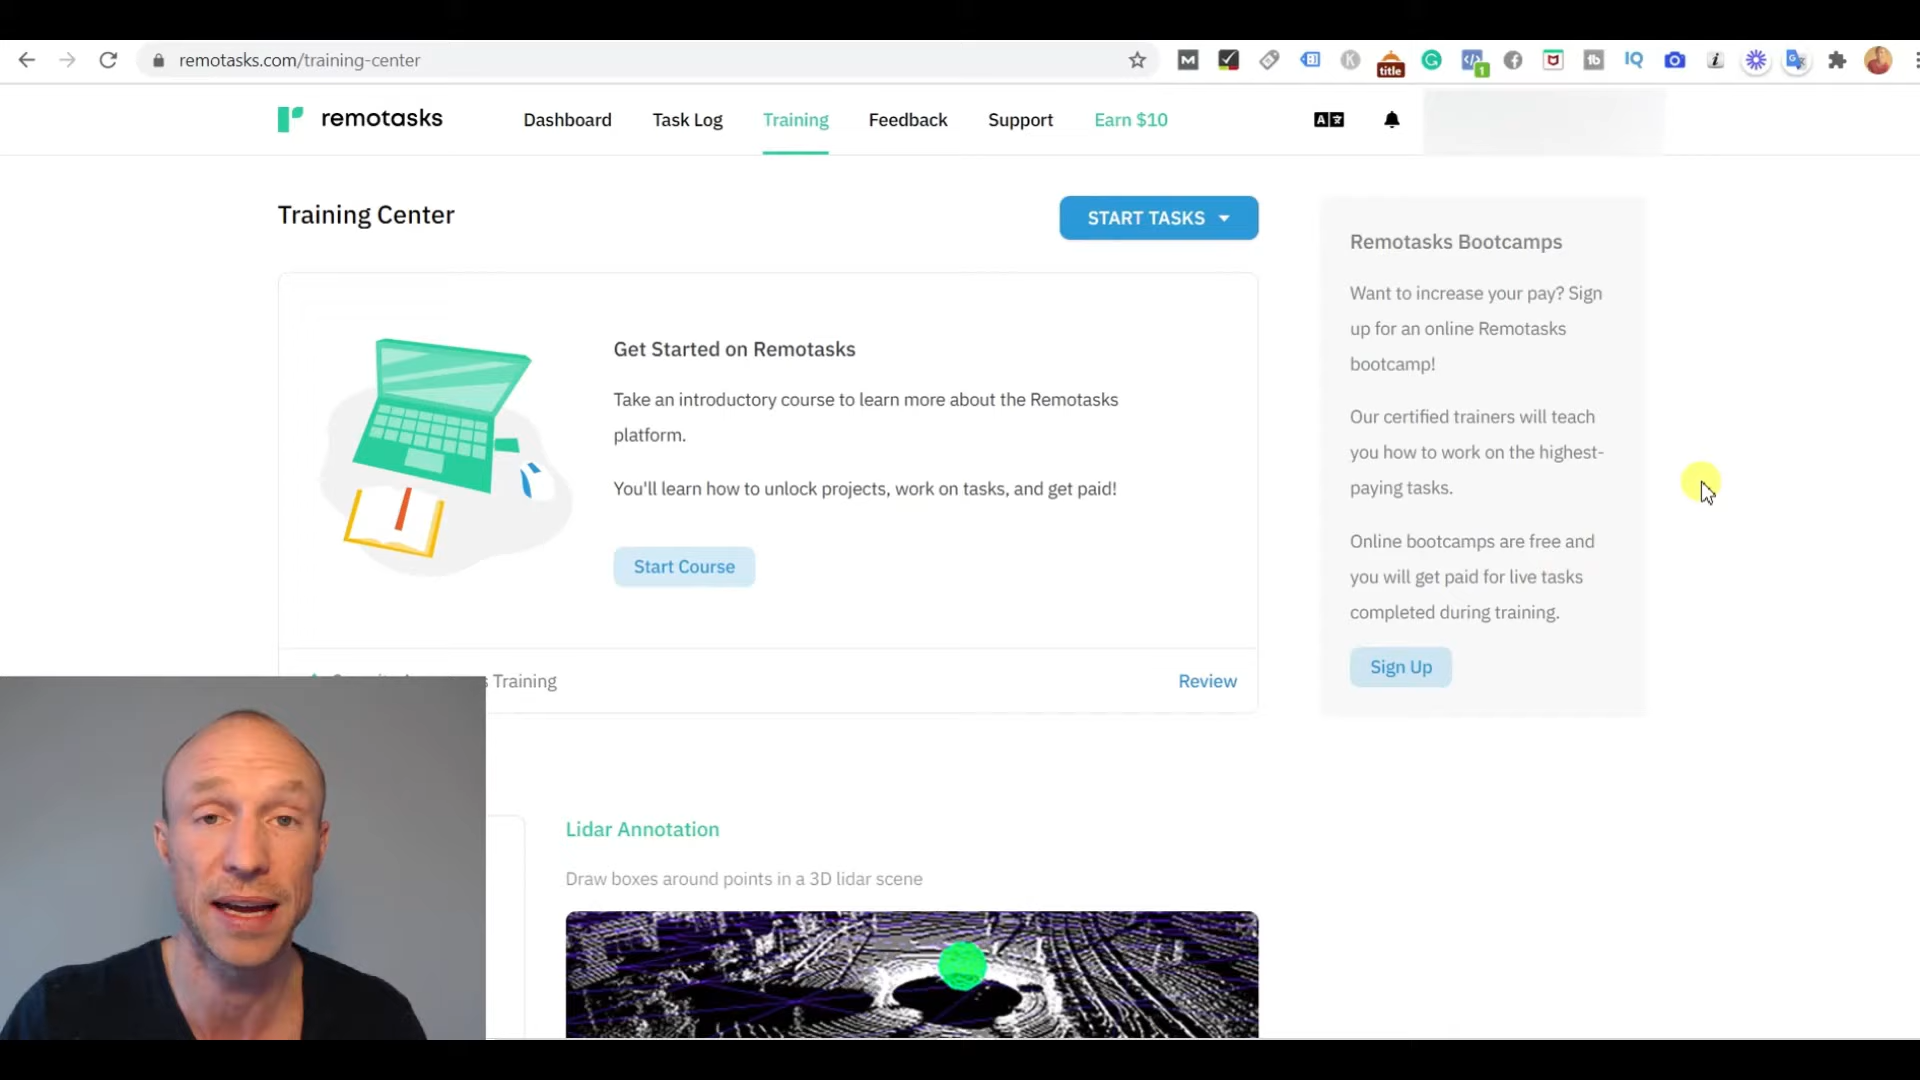 remotasks.com/training-center
title
1
remotasks
Dashboard
Task Log
Training
Feedback
Support
Earn $10
Training Center
START TASKS
Get Started on Remotasks
Take an introductory course to learn more about the Remotasks
platform.
You'll learn how to unlock projects, work on tasks, and get paid!
Start Course
Training
Review
Remotasks Bootcamps
Want to increase your pay? Sign
up for an online Remotasks
bootcamp!
Our certified trainers will teach
you how to work on the highest-
paying tasks.
Online bootcamps are free and
you will get paid for live tasks
completed during training.
Sign Up
Lidar Annotation
Draw boxes around points in a 3D lidar scene